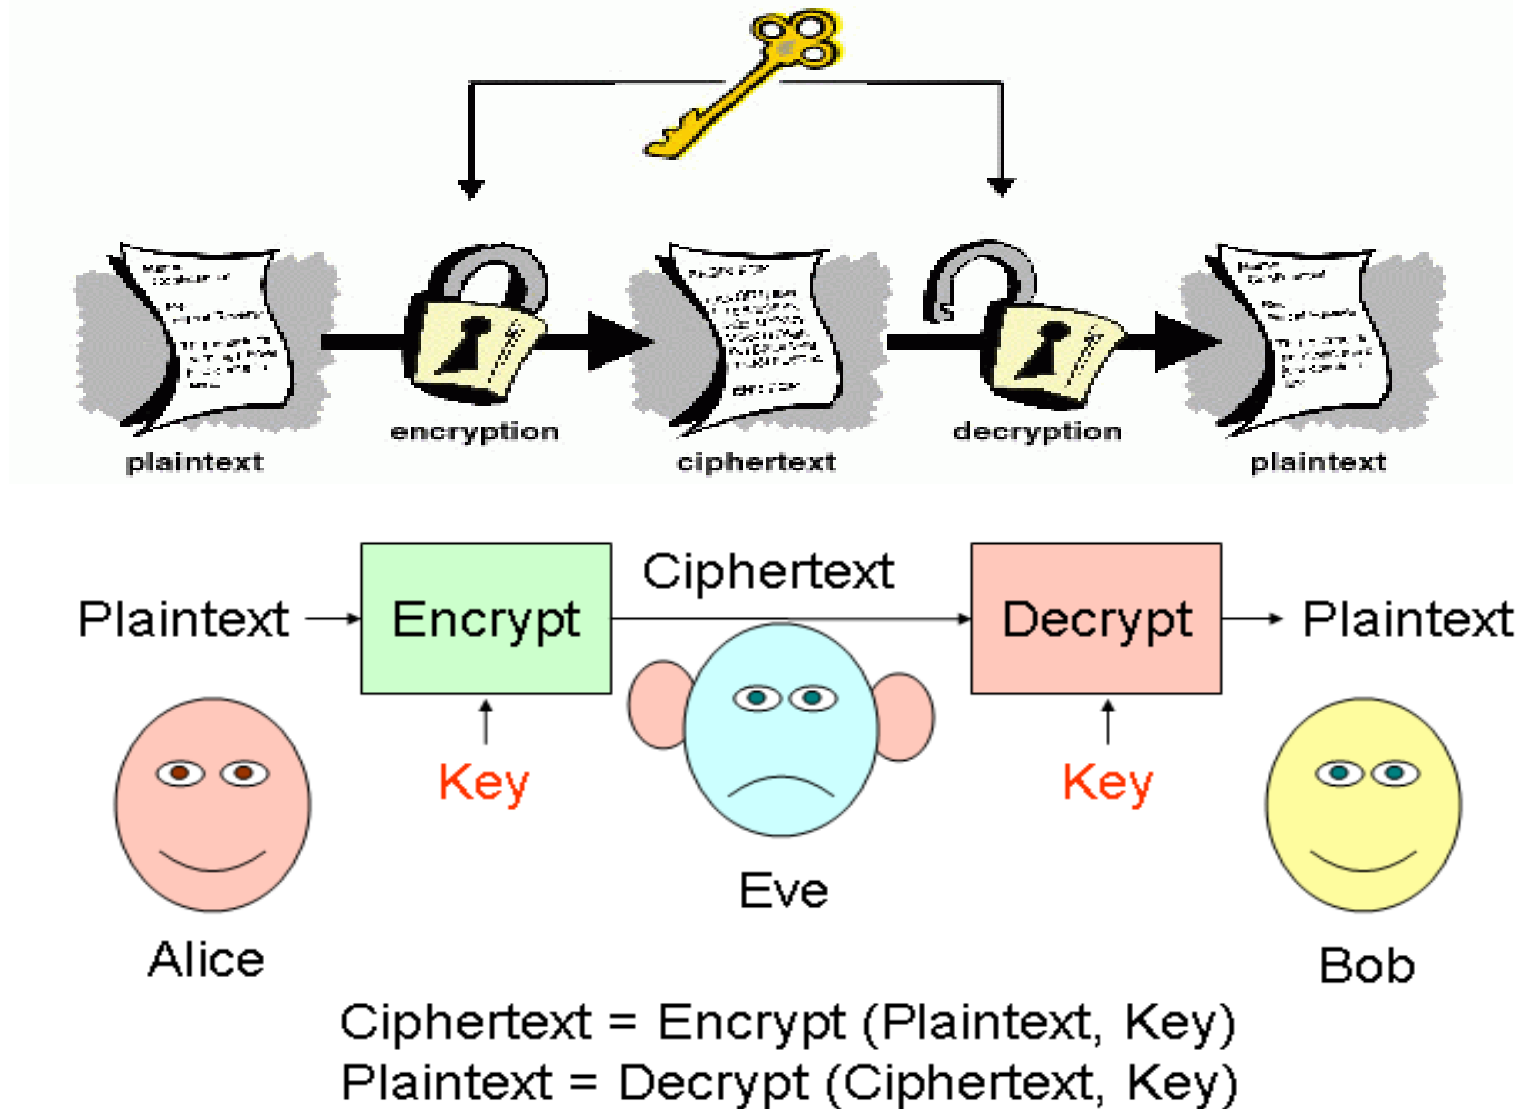 encryption
decryption
plaintext
ciphertext
plaintext
Ciphertext
Plaintext
Encrypt
Decrypt
Plaintext
Key
Key
Eve
Alice
Bob
Ciphertext = Encrypt (Plaintext, Key)
Plaintext = Decrypt (Ciphertext, Key)